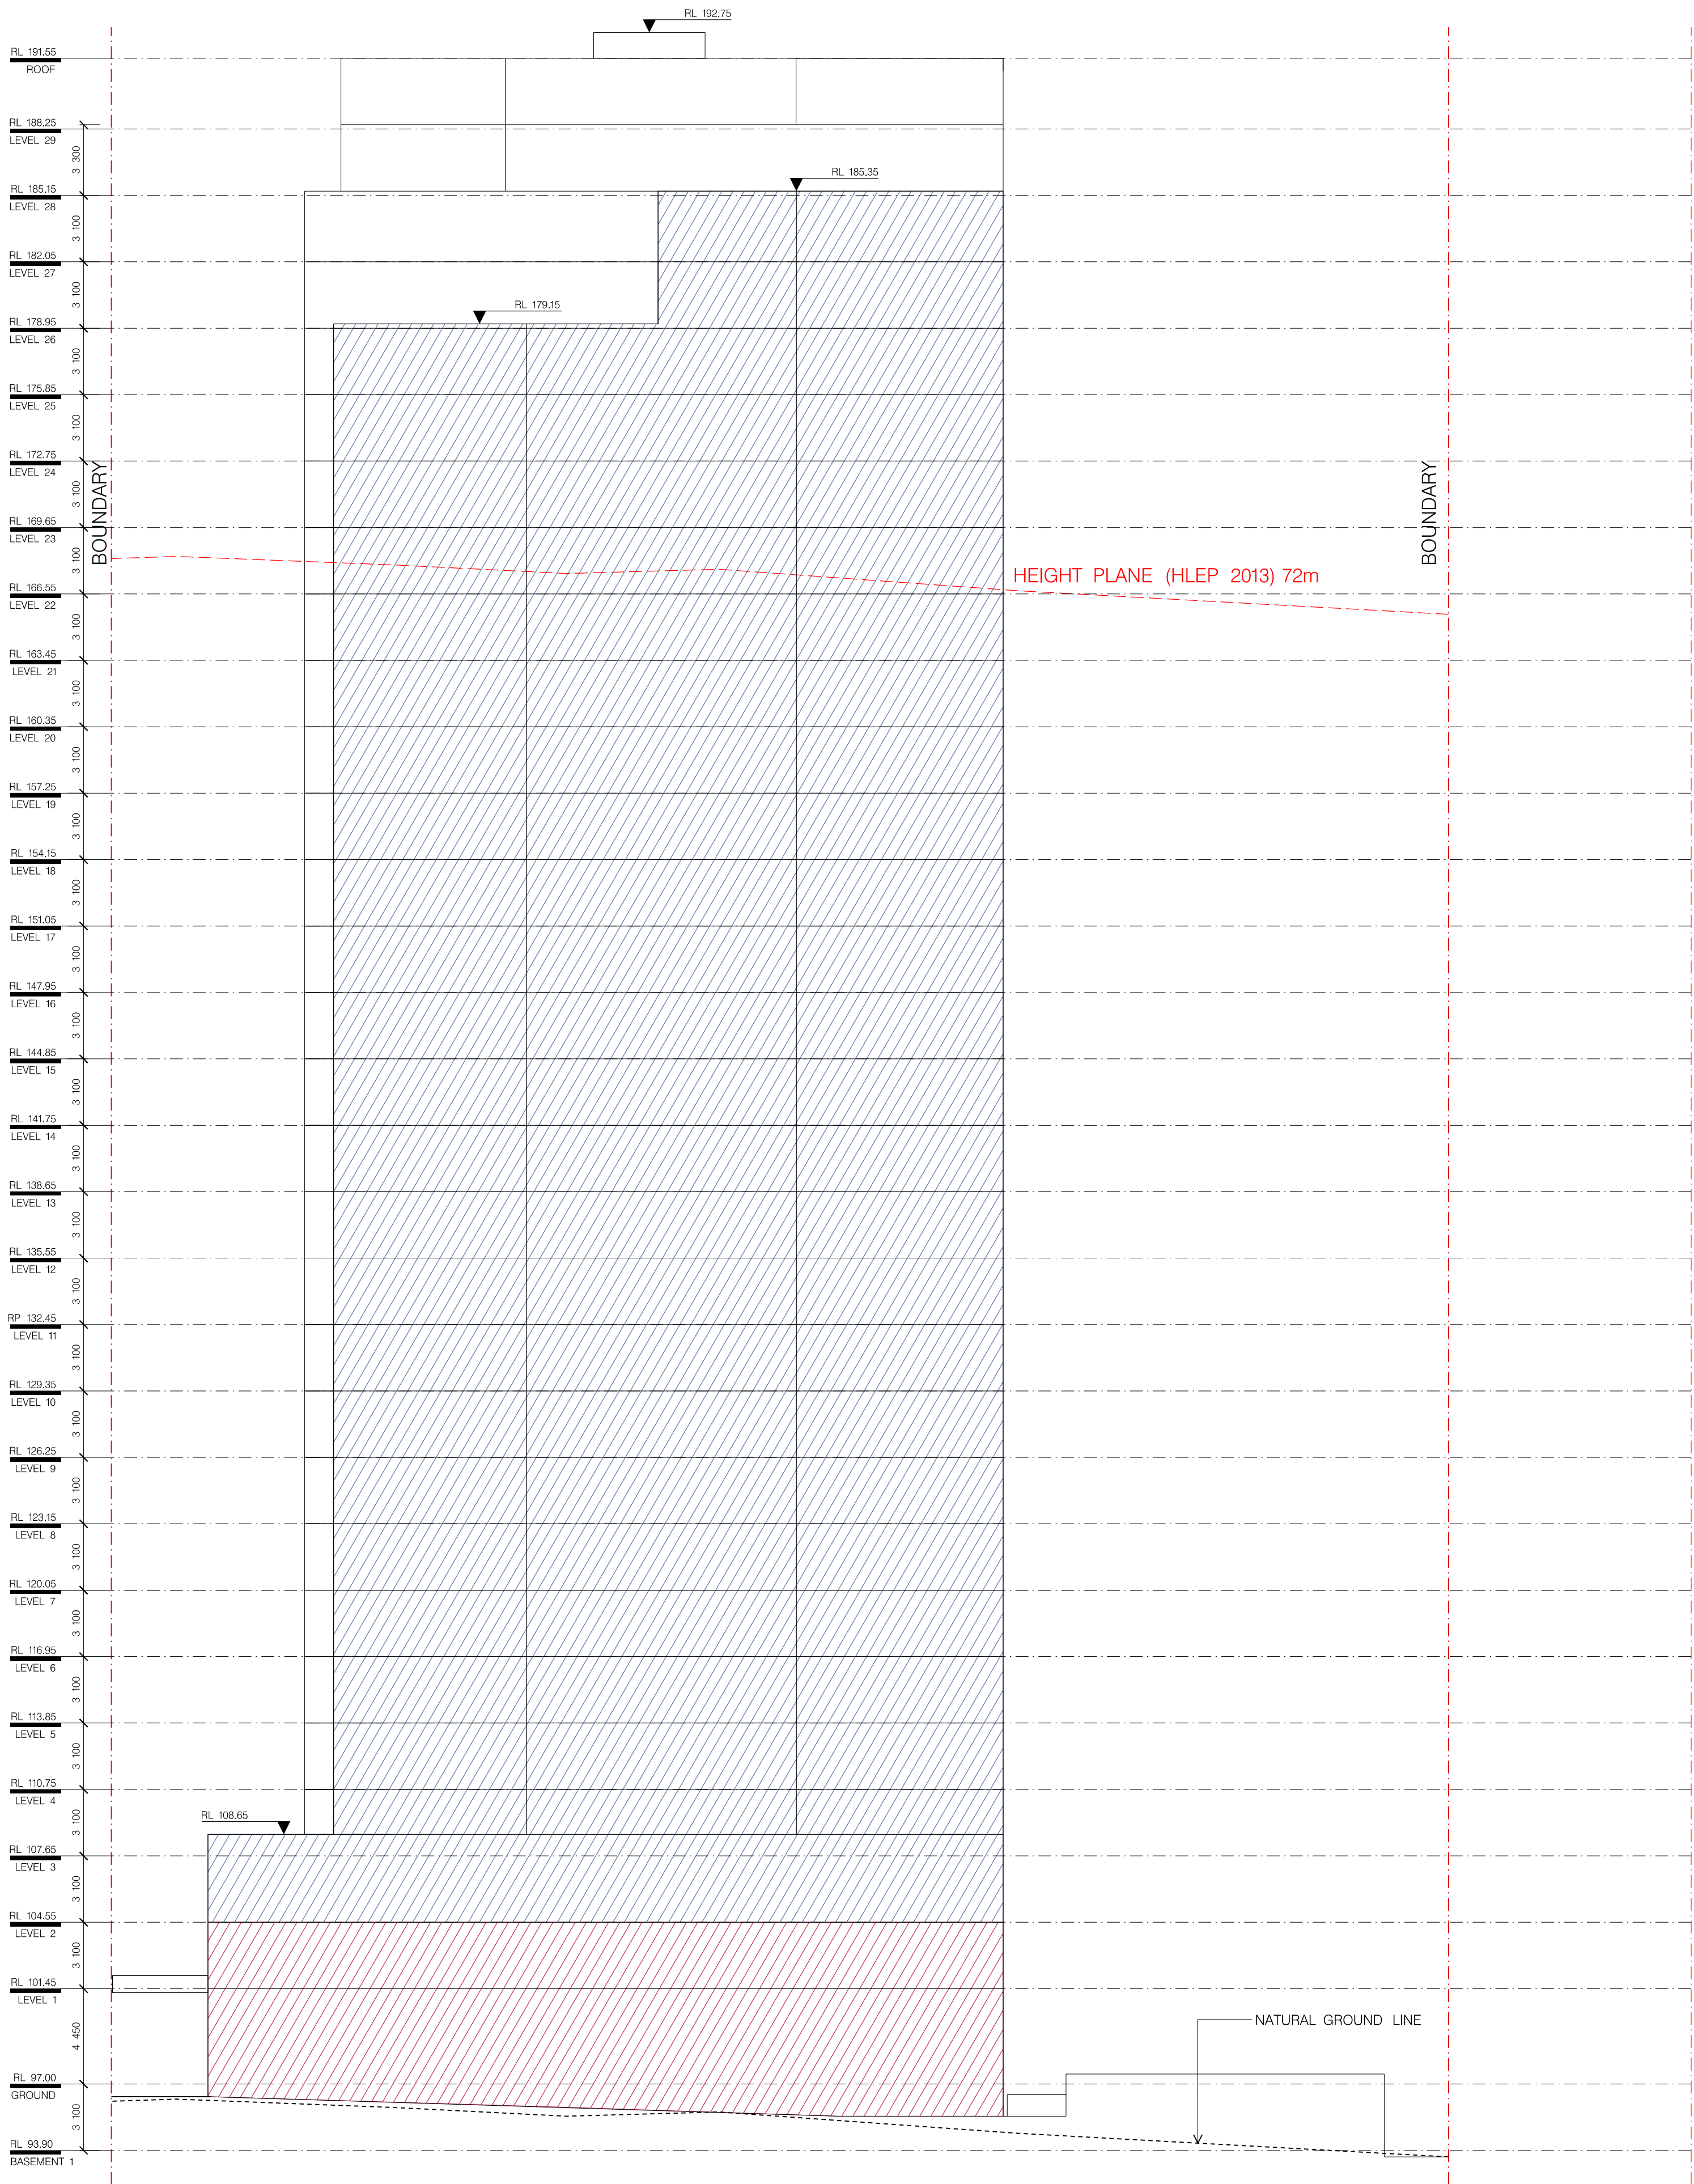 RL 192.75
RL 191.55
ROOF
RL 188.25
LEVEL 29
3 300
RL 185.35
RL 185.15
LEVEL 28
3 100
RL 182.05
LEVEL 27
3 100
RL 179.15
RL 178.95
LEVEL 26
3 100
RL 175.85
LEVEL 25
3 100
RL 172.75
LEVEL 24
3 100
BOUNDARY
BOUNDARY
RL 169.65
LEVEL 23
3 100
HEIGHT PLANE (HLEP 2013) 72m
RL 166.55
LEVEL 22
3 100
RL 163.45
LEVEL 21
3 100
RL 160.35
LEVEL 20
3 100
RL 157.25
LEVEL 19
3 100
RL 154.15
LEVEL 18
3 100
RL 151.05
LEVEL 17
3 100
RL 147.95
LEVEL 16
3 100
RL 144.85
LEVEL 15
3 100
RL 141.75
LEVEL 14
3 100
RL 138.65
LEVEL 13
3 100
RL 135.55
LEVEL 12
3 100
RP 132.45
LEVEL 11
3 100
RL 129.35
LEVEL 10
3 100
RL 126.25
LEVEL 9
3 100
RL 123.15
LEVEL 8
3 100
RL 120.05
LEVEL 7
3 100
RL 116.95
LEVEL 6
3 100
RL 113.85
LEVEL 5
3 100
RL 110.75
LEVEL 4
3 100
RL 108.65
RL 107.65
LEVEL 3
3 100
RL 104.55
LEVEL 2
3 100
RL 101.45
LEVEL 1
4 450
NATURAL GROUND LINE
RL 97.00
GROUND
3 100
RL 93.90
BASEMENT 1